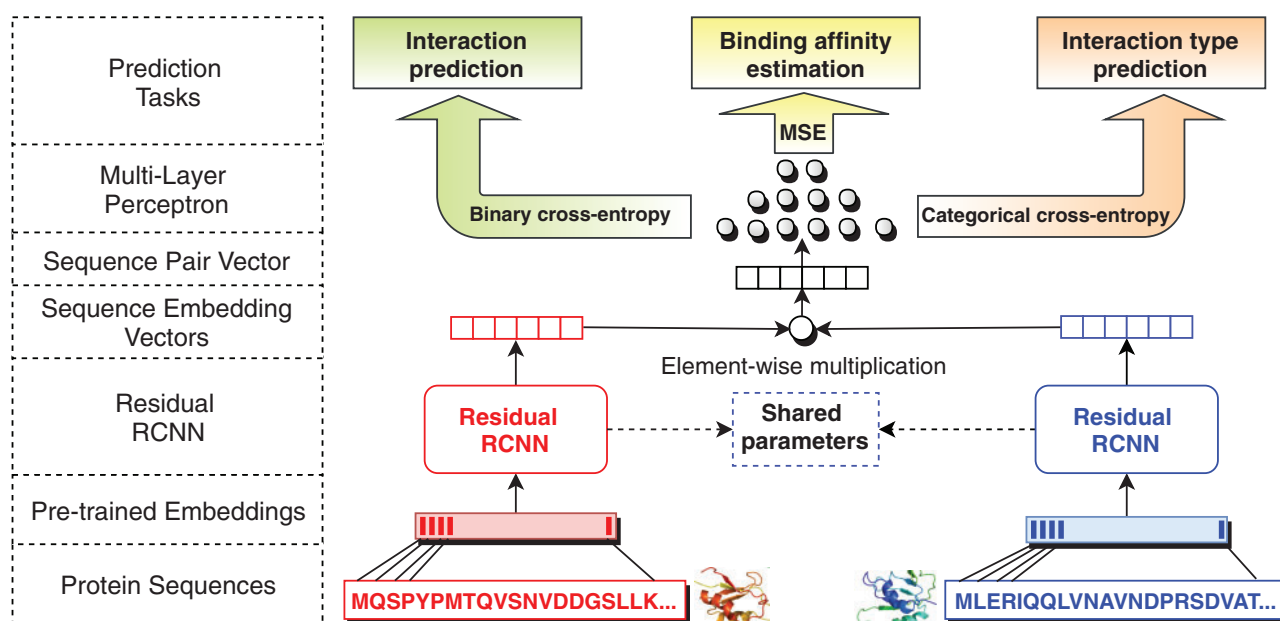 Prediction
Tasks
Interaction
prediction
Binding affinity
estimation
Interaction type
prediction
MSE
Multi-Layer
Perceptron
Binary cross-entropy
Categorical cross-entropy
Sequence Pair Vector
Sequence Embedding
Vectors
Element-wise multiplication
Residual
RCNN
Residual
RCNN
Shared
parameters
Residual
RCNN
Pre-trained Embeddings
Protein Sequences
MQSPYPMTQVSNVDDGSLLK...
MLERIQQLVNAVNDPRSDVAT...